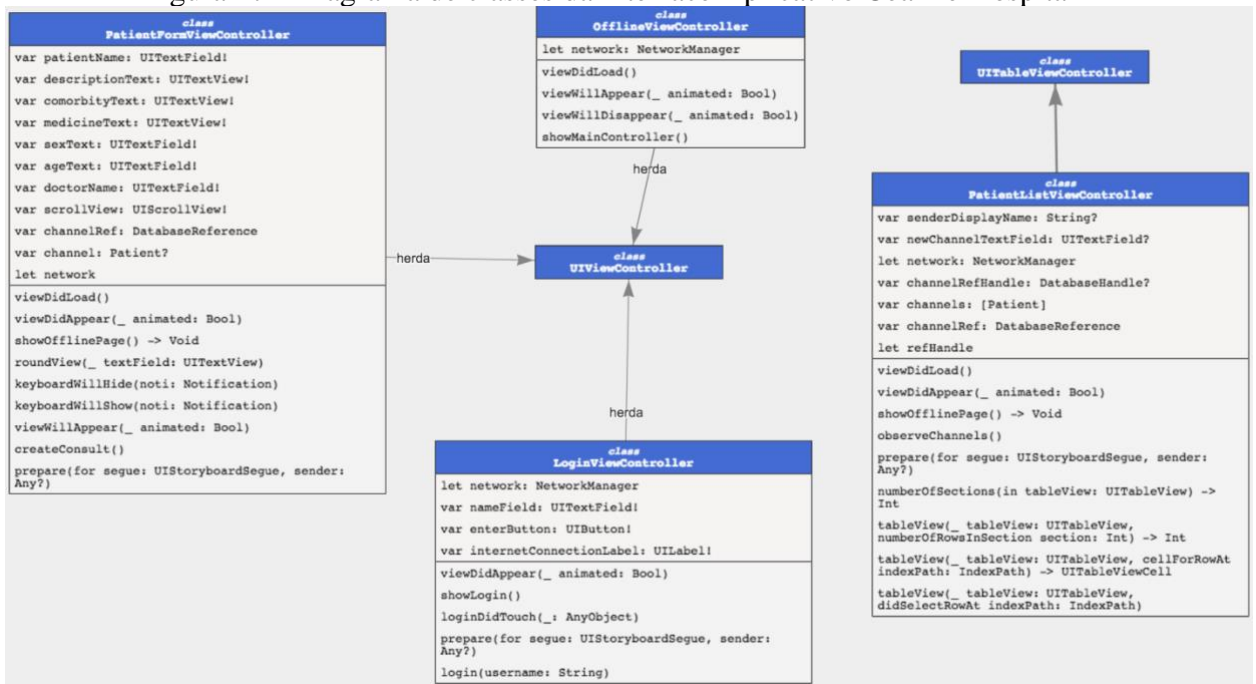 class
PatientFormViewController
var patientName: UITextField!
var descriptionText: UITextView!
var comorbityText: UITextView!
var medicineText: UITextView!
var sexText: UITextField!
var ageText: UITextField!
var doctorName: UITextField!
var scrollView: UIScrollView!
var channelRef: DatabaseReference
var channel: Patient?
let network
viewDidLoad()
viewDidAppear(_ animated: Bool)
showOfflinePage() -> Void
roundView(_ textField: UITextView)
keyboardWillHide(noti: Notification)
keyboardWillShow(noti: Notification)
viewWillAppear(_ animated: Bool)
createConsult()
prepare(for segue: UIStoryboardSegue, sender:
Any?)
class
OfflineViewController
let network: NetworkManager
viewDidLoad()
viewWillAppear(_ animated: Bool)
viewWillDisappear(_ animated: Bool)
showMainController()
herda
herda
class
UIViewController
herda
class
LoginViewController
let network: NetworkManager
var nameField: UITextField!
var enterButton: UIButton!
var internetConnectionLabel: UILabel!
viewDidAppear(_ animated: Bool)
showLogin()
loginDidTouch(_: AnyObject)
prepare(for segue: UIStoryboardSegue, sender:
Any?)
login(username: String)
class
UITableViewController
class
PatientListViewController
var senderDisplayName: String?
var newChannelTextField: UITextField?
let network: NetworkManager
var channelRefHandle: DatabaseHandle?
var channels: [Patient]
var channelRef: DatabaseReference
let refHandle
viewDidLoad()
viewDidAppear(_ animated: Bool)
showOfflinePage() -> Void
observeChannels()
prepare(for segue: UIStoryboardSegue, sender:
Any?)
numberOfSections(in tableView: UITableView) ->
Int
tableView(_ tableView: UITableView,
numberOfRowsInSection section: Int) -> Int
tableView(_ tableView: UITableView, cellForRowAt
indexPath: IndexPath) -> UITableViewCell
tableView(_ tableView: UITableView,
didSelectRowAt indexPath: IndexPath)